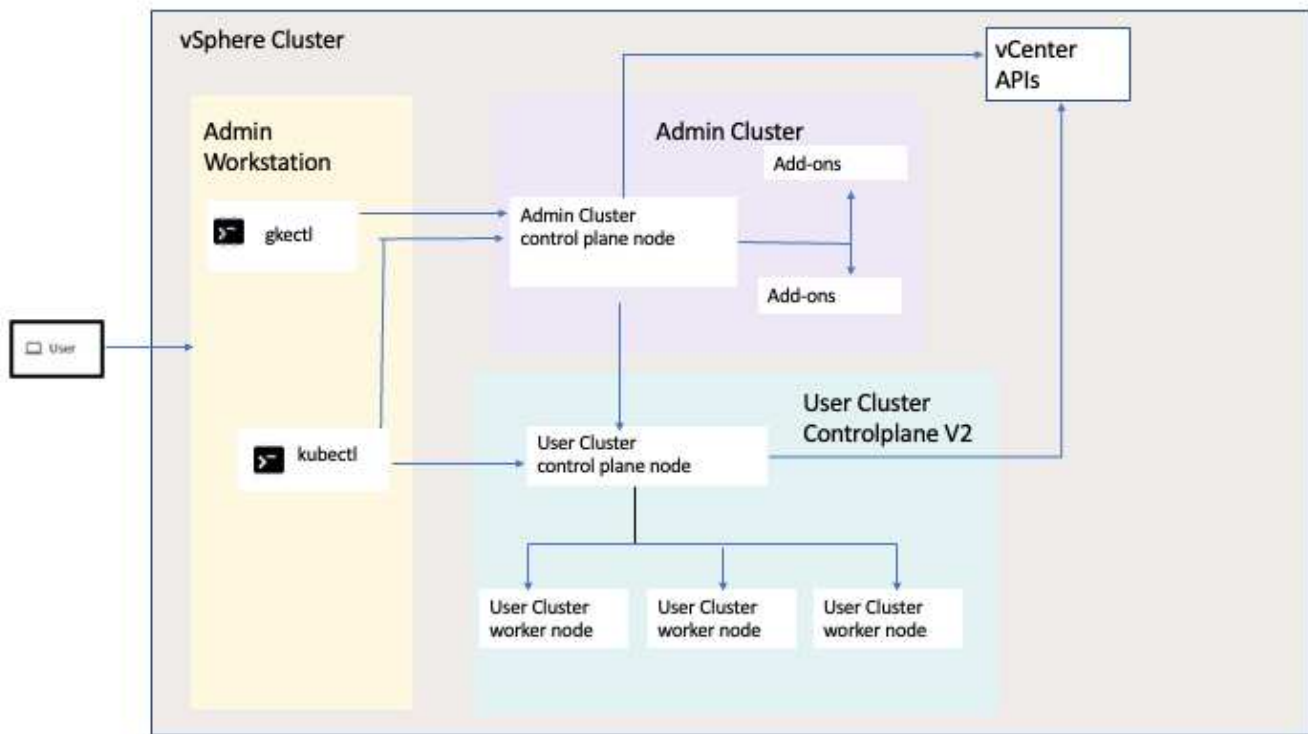 vSphere Cluster
vCenter
APIs
Admin
Workstation
Admin Cluster
Add-ons
gkectl
Admin Cluster
control plane node
Add-ons
User
kubectl
User Cluster
Controlplane V2
User Cluster
control plane node
User Cluster
worker node
User Cluster
worker node
User Cluster
worker node